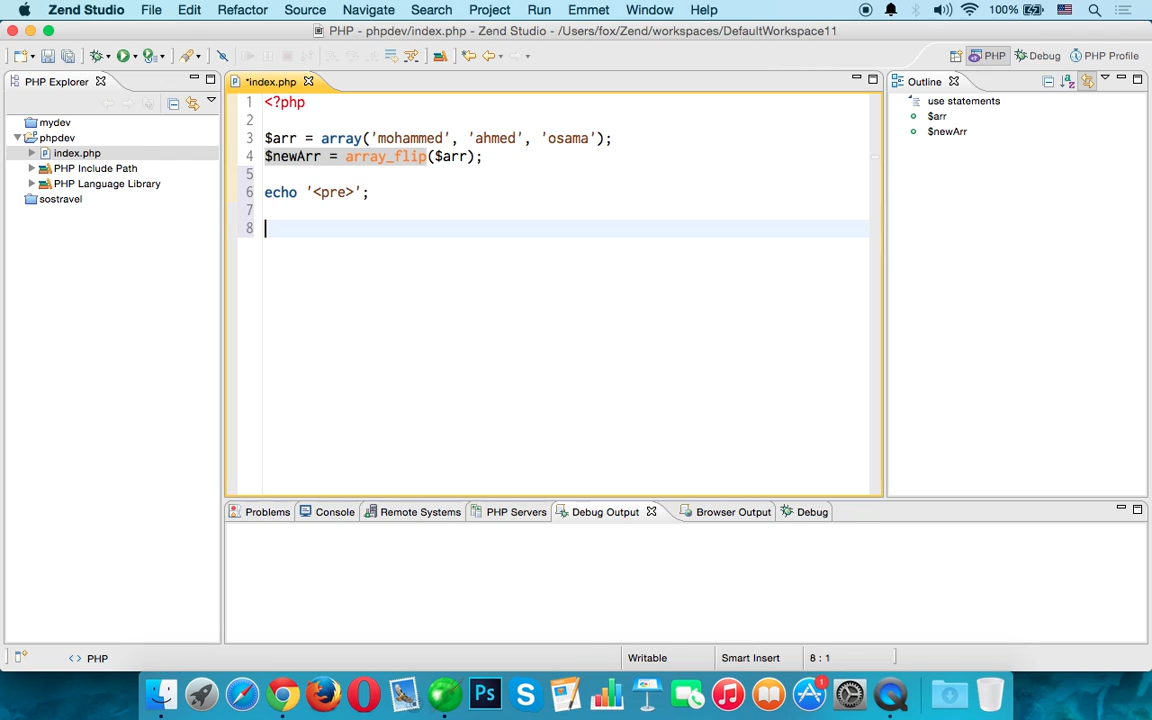 Zend Studio File Edit Refactor Source Navigate Search Project Run Emmet Window Help 100%
PHP - phpdev/index.php - Zend Studio - /Users/fox/Zend/workspaces/DefaultWorkspace11
PHP Debug PHP Profile
PHP Explorer
mydev
phpdev
index.php
PHP Include Path
PHP Language Library
sostravel
*index.php
1 <?php
2
3 $arr = array('mohammed', 'ahmed', 'osama');
4 $newArr = array_flip($arr);
5
6 echo '<pre>';
7
8
Outline
use statements
$arr
$newArr
Problems Console Remote Systems PHP Servers Debug Output Browser Output Debug
<> PHP Writable Smart Insert 8 : 1
Ps S 1